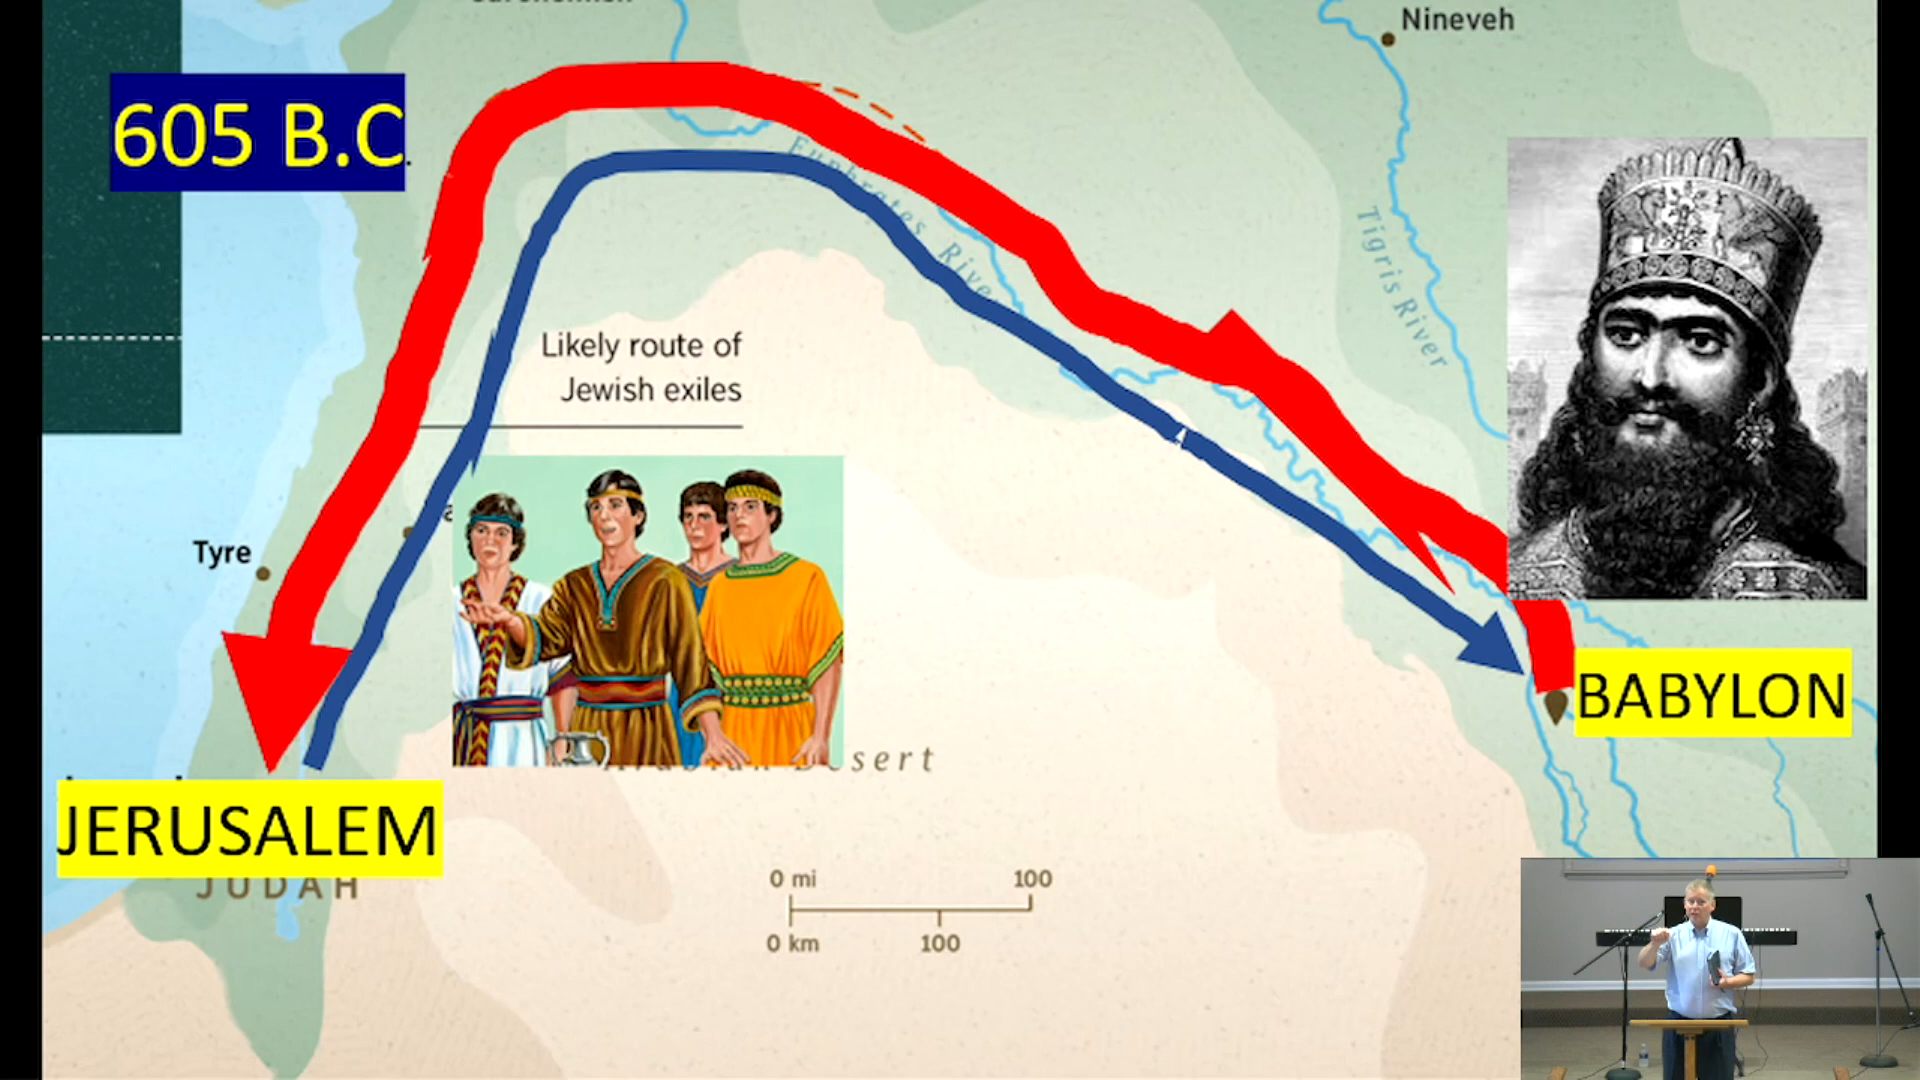 Nineveh
605 B.C.
Euphrates River
Tigris River
Likely route of
Jewish exiles
Tyre
BABYLON
Desert
JERUSALEM
JUDAH
0 mi 100
0 km 100